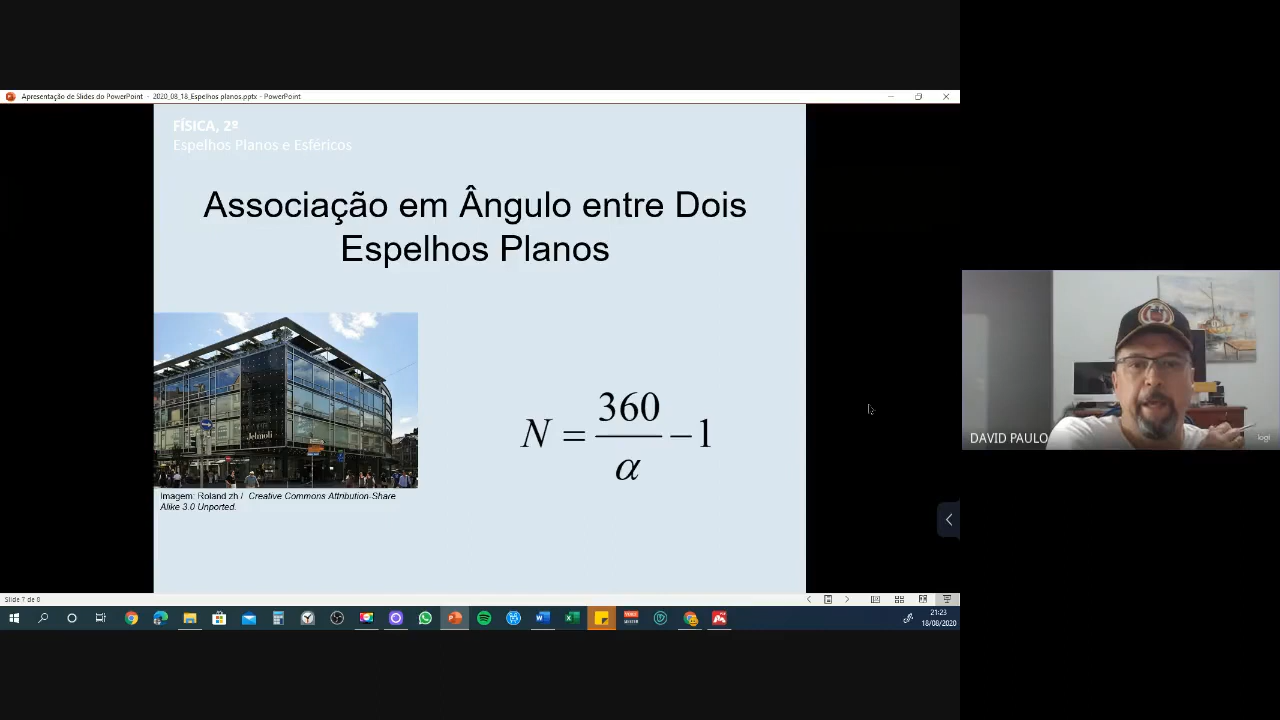 Apresentação de Slides do PowerPoint - 2020_08_18_Espelhos planos.pptx - PowerPoint
FÍSICA, 2º
Espelhos Planos e Esféricos
Associação em Ângulo entre Dois
Espelhos Planos
Jelmoli
N = 360/α − 1
Imagem: Roland zh / Creative Commons Attribution-Share
Alike 3.0 Unported.
DAVID PAULO
logi
Slide 7 de 8
21:23
18/08/2020